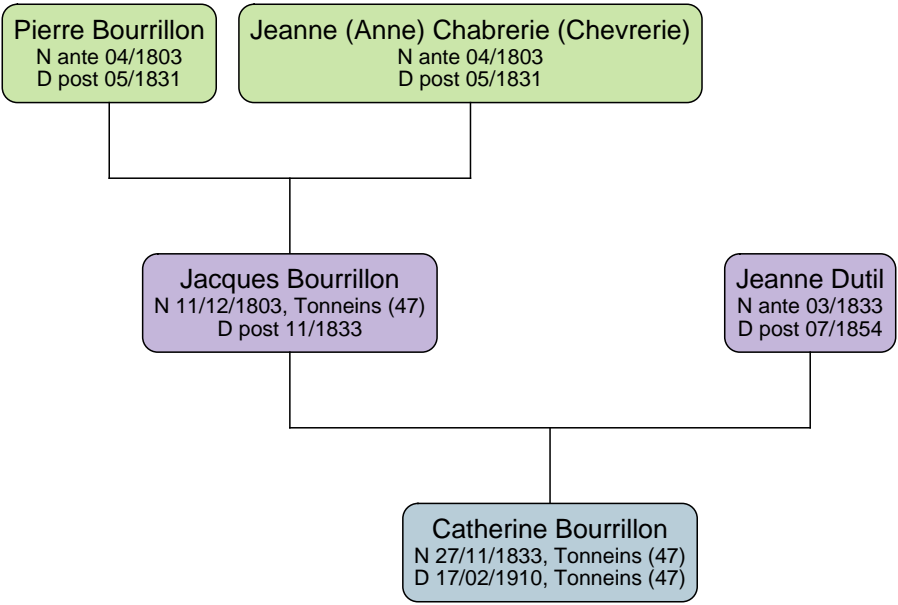 Pierre Bourrillon
N ante 04/1803
D post 05/1831
Jeanne (Anne) Chabrerie (Chevrerie)
N ante 04/1803
D post 05/1831
Jacques Bourrillon
N 11/12/1803, Tonneins (47)
D post 11/1833
Jeanne Dutil
N ante 03/1833
D post 07/1854
Catherine Bourrillon
N 27/11/1833, Tonneins (47)
D 17/02/1910, Tonneins (47)